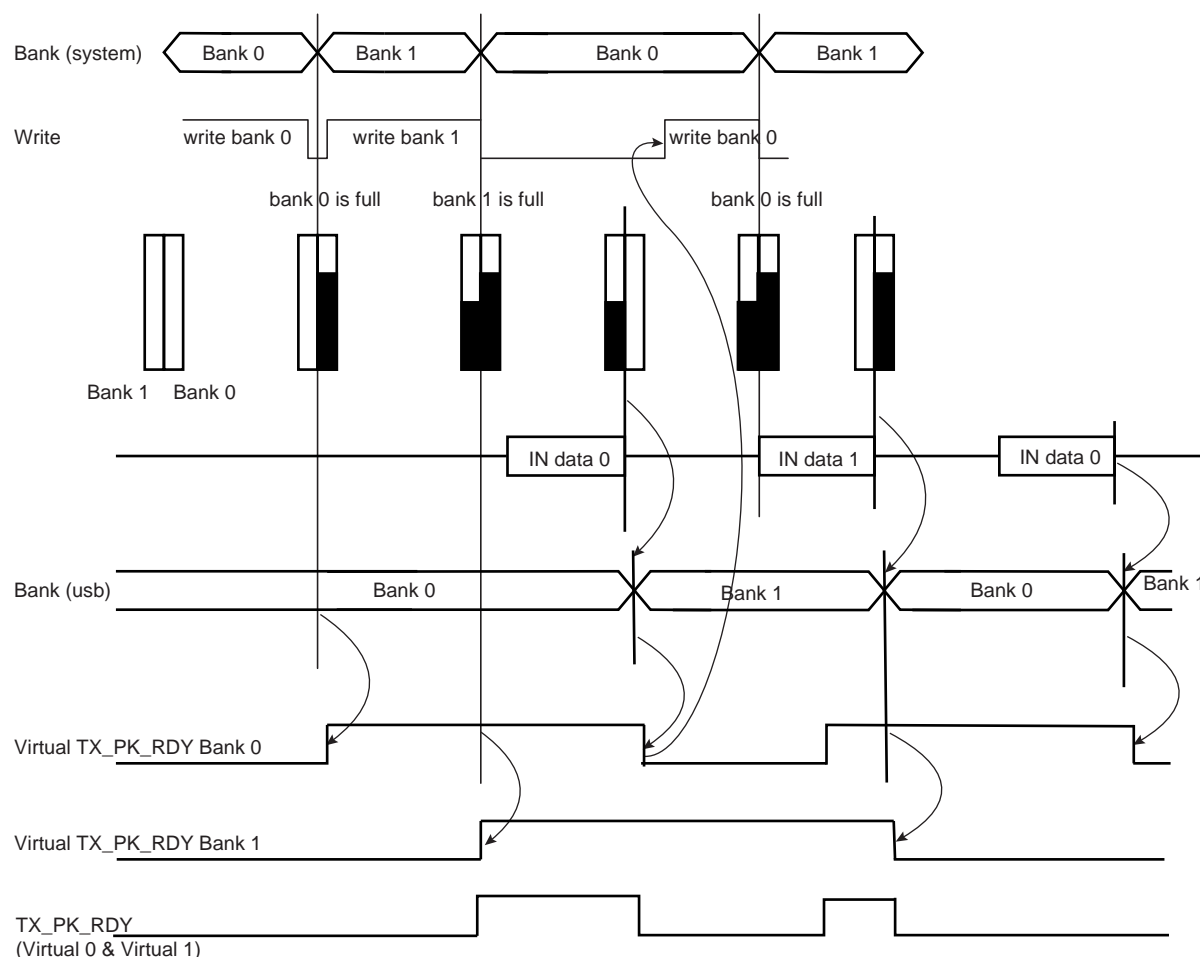 Bank (system)
Bank 0
Bank 1
Bank 0
Bank 1
Write
write bank 0
write bank 1
write bank 0
bank 0 is full
bank 1 is full
bank 0 is full
Bank 1
Bank 0
IN data 0
IN data 1
IN data 0
Bank (usb)
Bank 0
Bank 1
Bank 0
Bank 1
Virtual TX_PK_RDY Bank 0
Virtual TX_PK_RDY Bank 1
TX_PK_RDY
(Virtual 0 & Virtual 1)